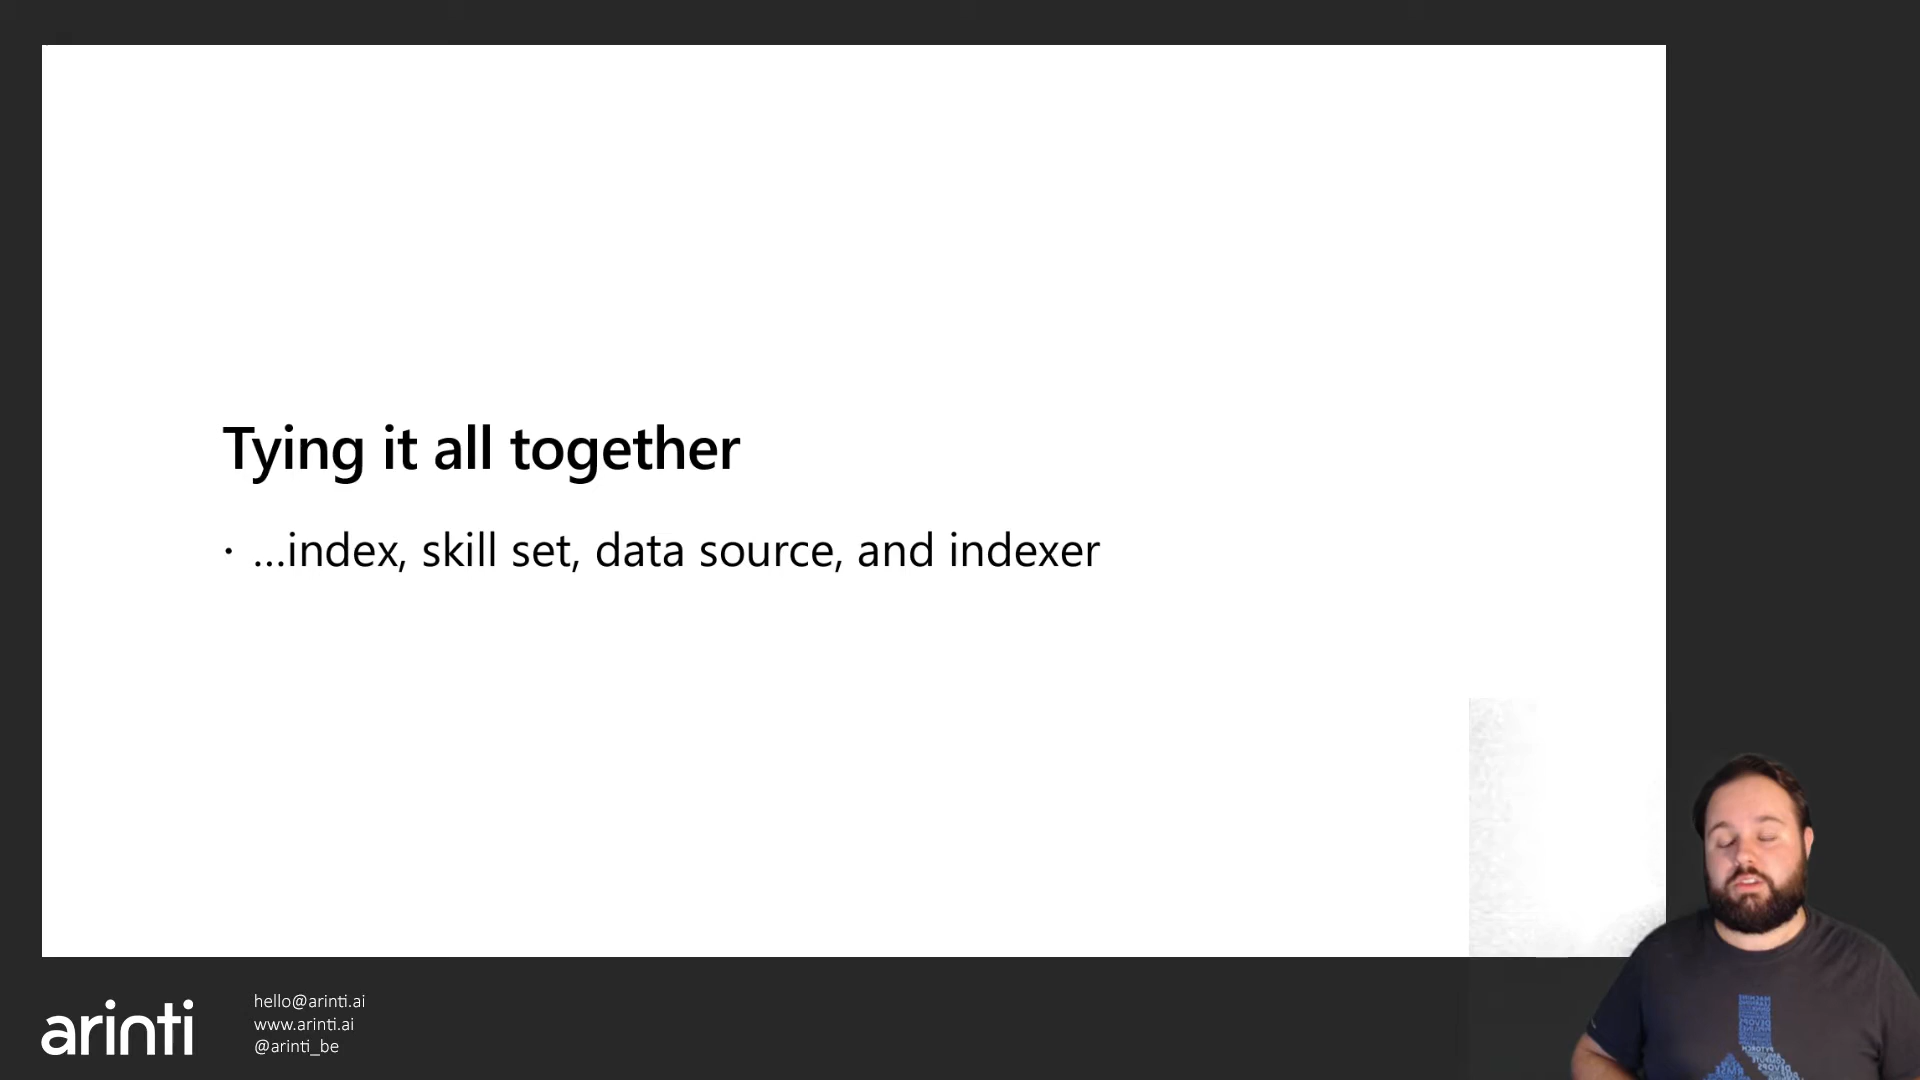 Tying it all together
· ...index, skill set, data source, and indexer
arinti
hello@arinti.ai
www.arinti.ai
@arinti_be